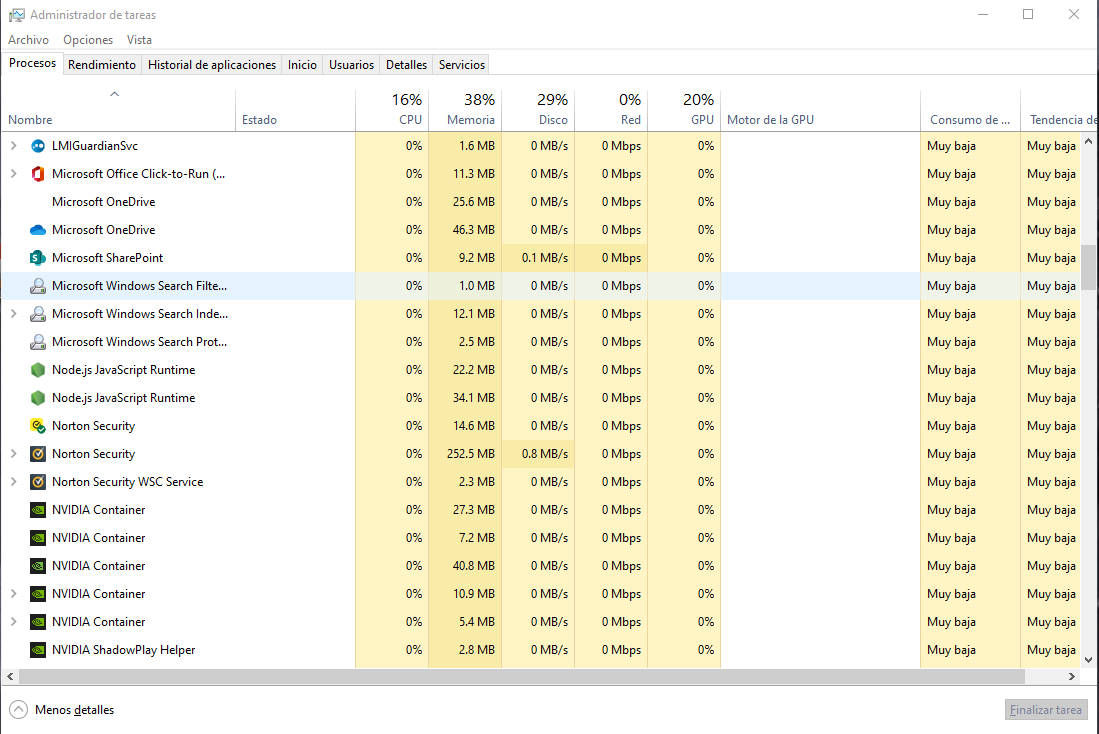 Administrador de tareas
Archivo Opciones Vista
Procesos Rendimiento Historial de aplicaciones Inicio Usuarios Detalles Servicios
16% 38% 29% 0% 20%
Nombre Estado CPU Memoria Disco Red GPU Motor de la GPU Consumo de ... Tendencia de
LMIGuardianSvc 0% 1.6 MB 0 MB/s 0 Mbps 0% Muy baja Muy baja
Microsoft Office Click-to-Run (... 0% 11.3 MB 0 MB/s 0 Mbps 0% Muy baja Muy baja
Microsoft OneDrive 0% 25.6 MB 0 MB/s 0 Mbps 0% Muy baja Muy baja
Microsoft OneDrive 0% 46.3 MB 0 MB/s 0 Mbps 0% Muy baja Muy baja
Microsoft SharePoint 0% 9.2 MB 0.1 MB/s 0 Mbps 0% Muy baja Muy baja
Microsoft Windows Search Filte... 0% 1.0 MB 0 MB/s 0 Mbps 0% Muy baja Muy baja
Microsoft Windows Search Inde... 0% 12.1 MB 0 MB/s 0 Mbps 0% Muy baja Muy baja
Microsoft Windows Search Prot... 0% 2.5 MB 0 MB/s 0 Mbps 0% Muy baja Muy baja
Node.js JavaScript Runtime 0% 22.2 MB 0 MB/s 0 Mbps 0% Muy baja Muy baja
Node.js JavaScript Runtime 0% 34.1 MB 0 MB/s 0 Mbps 0% Muy baja Muy baja
Norton Security 0% 14.6 MB 0 MB/s 0 Mbps 0% Muy baja Muy baja
Norton Security 0% 252.5 MB 0.8 MB/s 0 Mbps 0% Muy baja Muy baja
Norton Security WSC Service 0% 2.3 MB 0 MB/s 0 Mbps 0% Muy baja Muy baja
NVIDIA Container 0% 27.3 MB 0 MB/s 0 Mbps 0% Muy baja Muy baja
NVIDIA Container 0% 7.2 MB 0 MB/s 0 Mbps 0% Muy baja Muy baja
NVIDIA Container 0% 40.8 MB 0 MB/s 0 Mbps 0% Muy baja Muy baja
NVIDIA Container 0% 10.9 MB 0 MB/s 0 Mbps 0% Muy baja Muy baja
NVIDIA Container 0% 5.4 MB 0 MB/s 0 Mbps 0% Muy baja Muy baja
NVIDIA ShadowPlay Helper 0% 2.8 MB 0 MB/s 0 Mbps 0% Muy baja Muy baja
Menos detalles Finalizar tarea